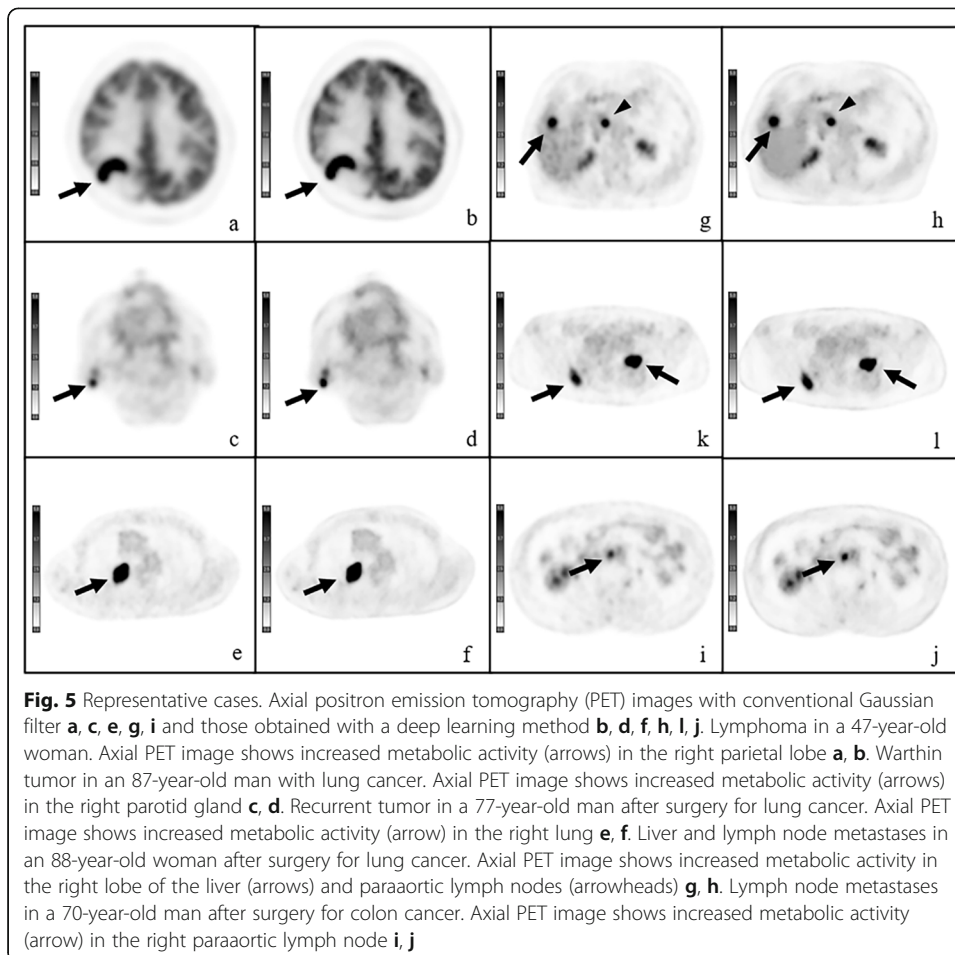 a
b
g
h
c
d
k
l
e
f
i
j
Fig. 5 Representative cases. Axial positron emission tomography (PET) images with conventional Gaussian
filter a, c, e, g, i and those obtained with a deep learning method b, d, f, h, l, j. Lymphoma in a 47-year-old
woman. Axial PET image shows increased metabolic activity (arrows) in the right parietal lobe a, b. Warthin
tumor in an 87-year-old man with lung cancer. Axial PET image shows increased metabolic activity (arrows)
in the right parotid gland c, d. Recurrent tumor in a 77-year-old man after surgery for lung cancer. Axial PET
image shows increased metabolic activity (arrow) in the right lung e, f. Liver and lymph node metastases in
an 88-year-old woman after surgery for lung cancer. Axial PET image shows increased metabolic activity in
the right lobe of the liver (arrows) and paraaortic lymph nodes (arrowheads) g, h. Lymph node metastases
in a 70-year-old man after surgery for colon cancer. Axial PET image shows increased metabolic activity
(arrow) in the right paraaortic lymph node i, j